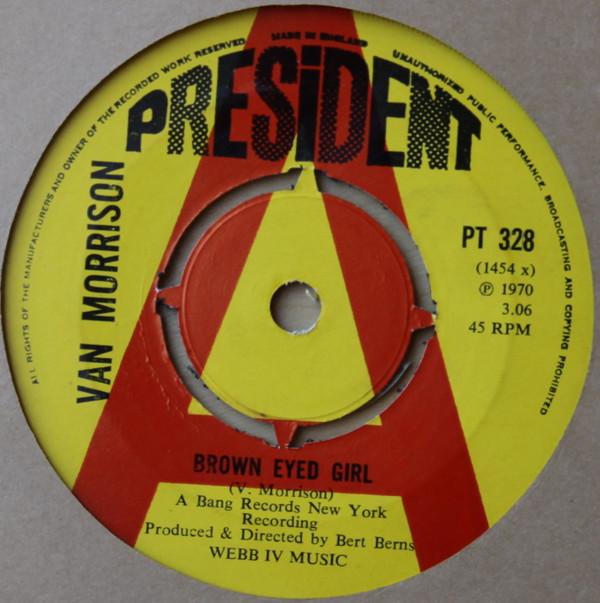 ALL RIGHTS OF THE MANUFACTURERS AND OWNER OF THE RECORDED WORK RESERVED
MADE IN ENGLAND
UNAUTHORIZED PUBLIC PERFORMANCE, BROADCASTING AND COPYING PROHIBITED
PRESiDENT
A
VAN MORRISON
PT 328
(1454 x)
℗ 1970
3.06
45 RPM
BROWN EYED GIRL
(V. Morrison)
A Bang Records New York
Recording
Produced & Directed by Bert Berns
WEBB IV MUSIC